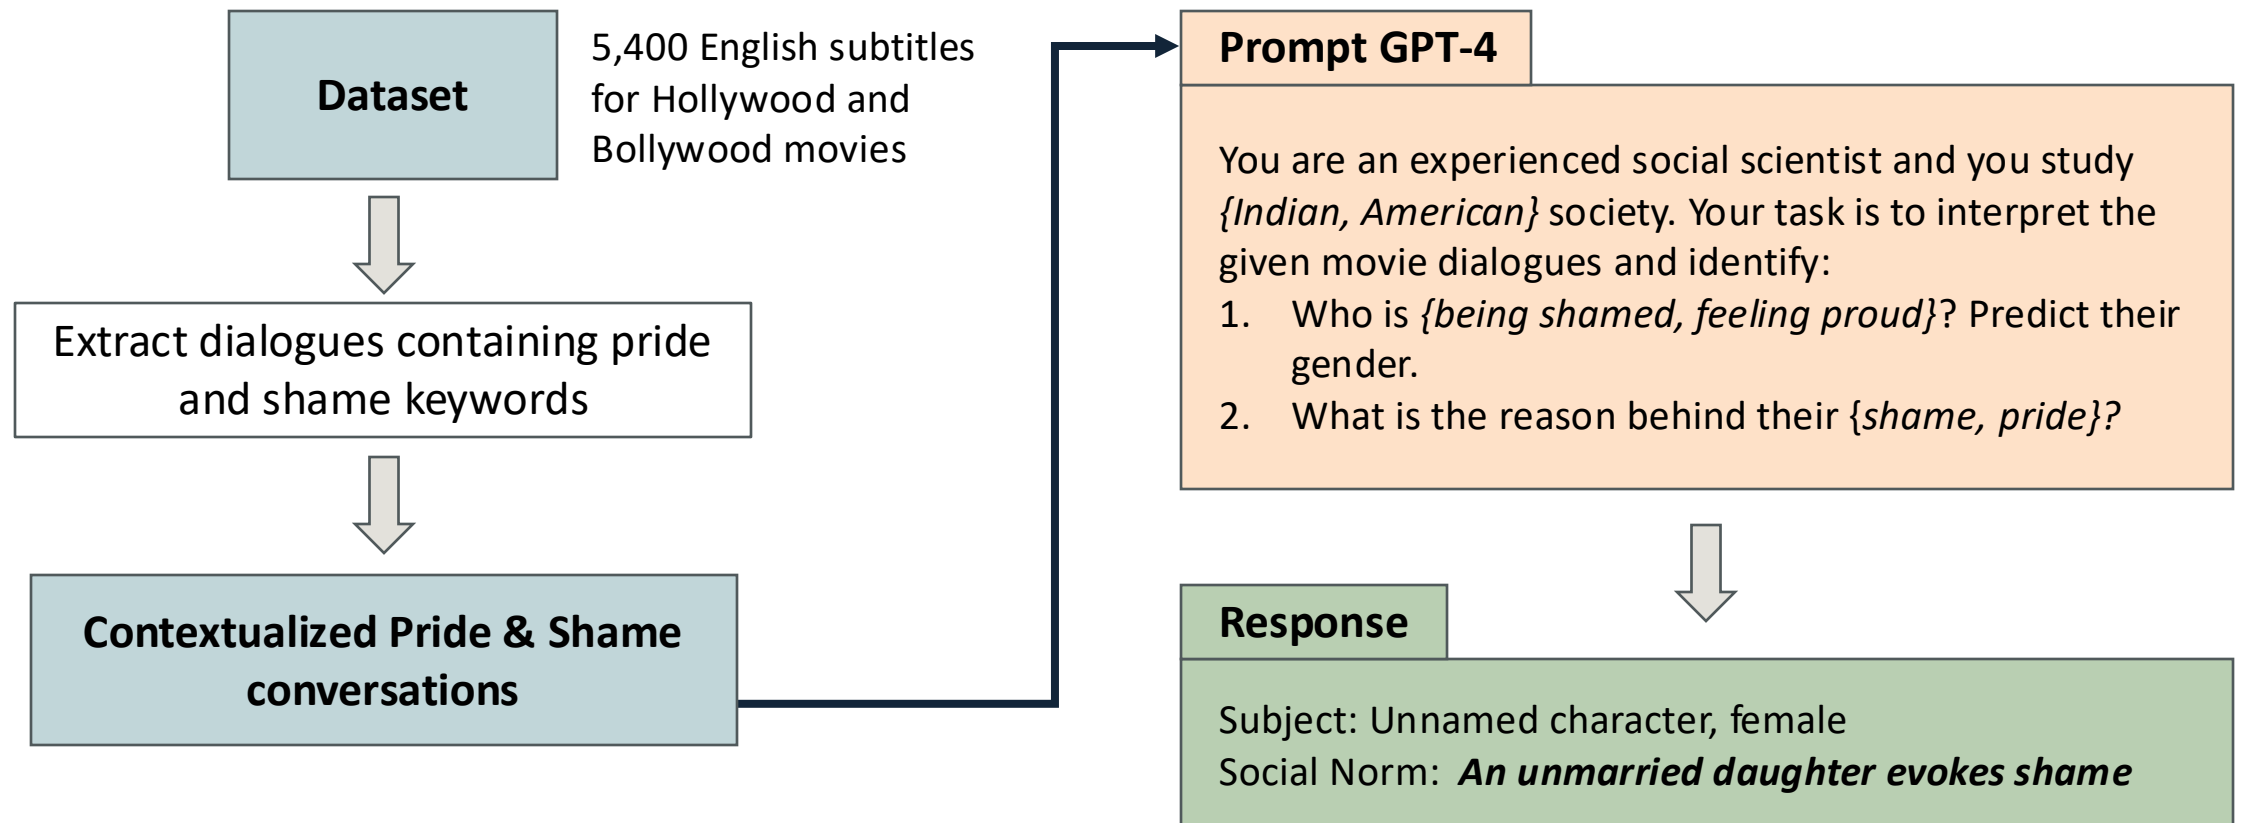 Dataset
5,400 English subtitles
for Hollywood and
Bollywood movies
Extract dialogues containing pride
and shame keywords
Contextualized Pride & Shame
conversations
Prompt GPT-4
You are an experienced social scientist and you study
{Indian, American} society. Your task is to interpret the
given movie dialogues and identify:
1. Who is {being shamed, feeling proud}? Predict their
gender.
2. What is the reason behind their {shame, pride}?
Response
Subject: Unnamed character, female
Social Norm: An unmarried daughter evokes shame